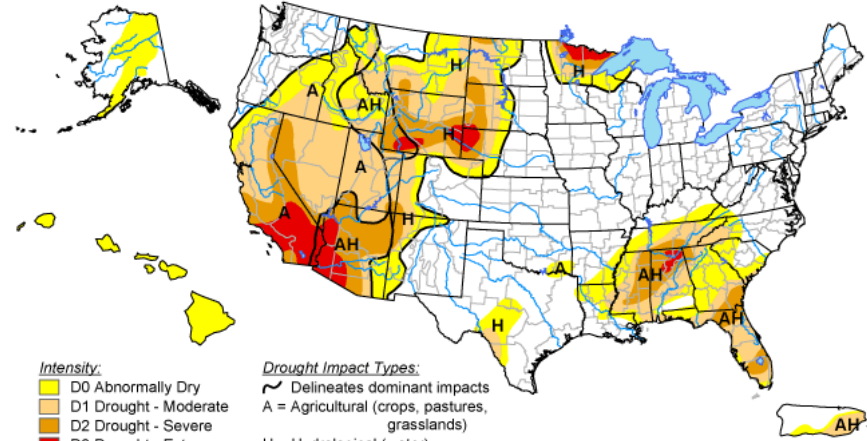 H
H
A
AH
H
A
A
H
AH
A
AH
AH
H
Intensity:
D0 Abnormally Dry
D1 Drought - Moderate
D2 Drought - Severe
Drought Impact Types:
Delineates dominant impacts
A = Agricultural (crops, pastures,
grasslands)
AH